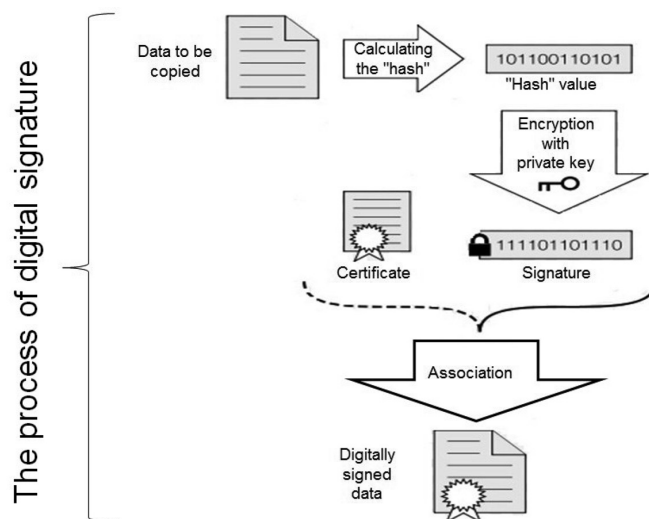 The process of digital signature
Data to be
copied
Calculating
the "hash"
101100110101
"Hash" value
Encryption
with
private key
Certificate
111101101110
Signature
Association
Digitally
signed
data